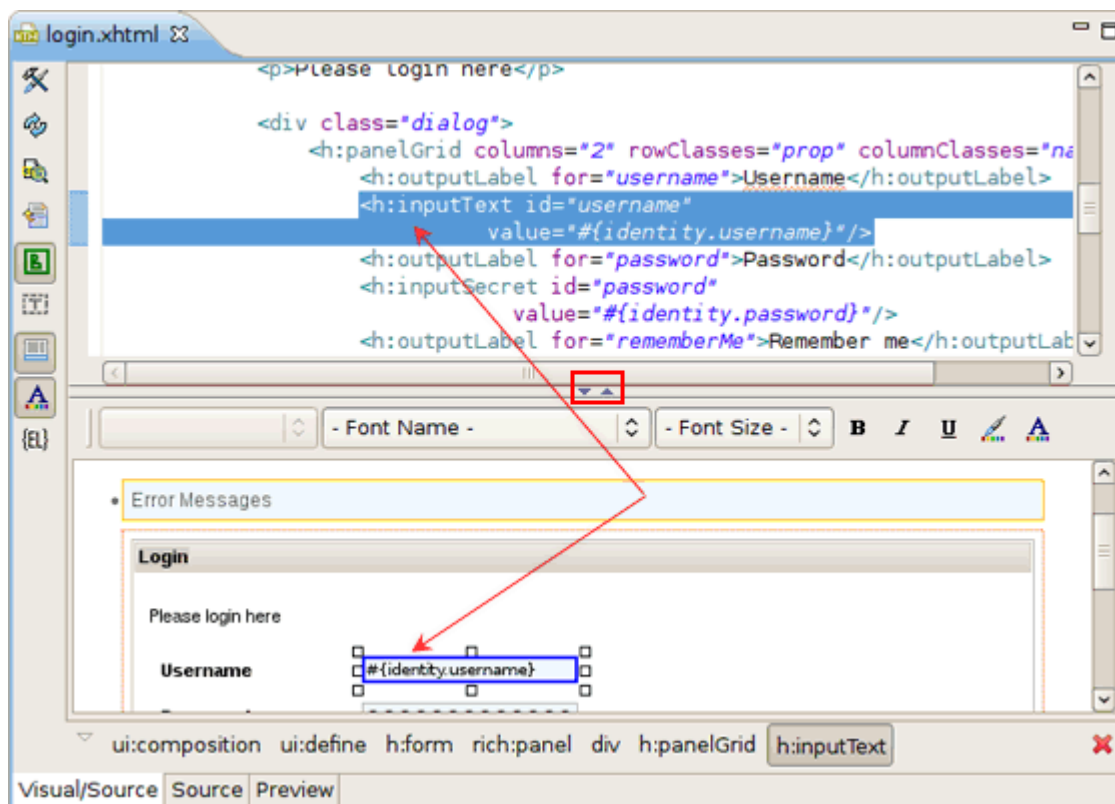 login.xhtml
<p>Please login here</p>
<div class="dialog">
<h:panelGrid columns="2" rowClasses="prop" columnClasses="na
<h:outputLabel for="username">Username</h:outputLabel>
<h:inputText id="username"
value="#{identity.username}"/>
<h:outputLabel for="password">Password</h:outputLabel>
<h:inputSecret id="password"
value="#{identity.password}"/>
<h:outputLabel for="rememberMe">Remember me</h:outputLab
{EL}
- Font Name - - Font Size - B I U A
Error Messages
Login
Please login here
Username #{identity.username}
ui:composition ui:define h:form rich:panel div h:panelGrid h:inputText
Visual/Source Source Preview